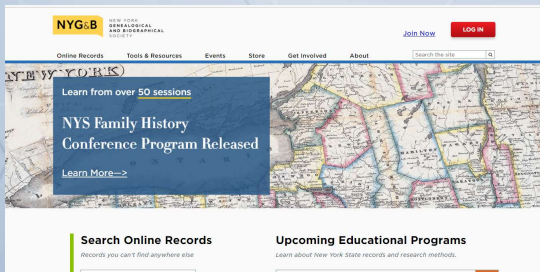 NYG&B
NEW YORK
GENEALOGICAL
AND BIOGRAPHICAL
SOCIETY
Join Now
LOG IN
Online Records
Tools & Resources
Events
Store
Get Involved
About
Search the site
NEW YORK)
Learn from over 50 sessions
NYS Family History
Conference Program Released
Learn More—>
Search Online Records
Records you can't find anywhere else
Upcoming Educational Programs
Learn about New York State records and research methods.